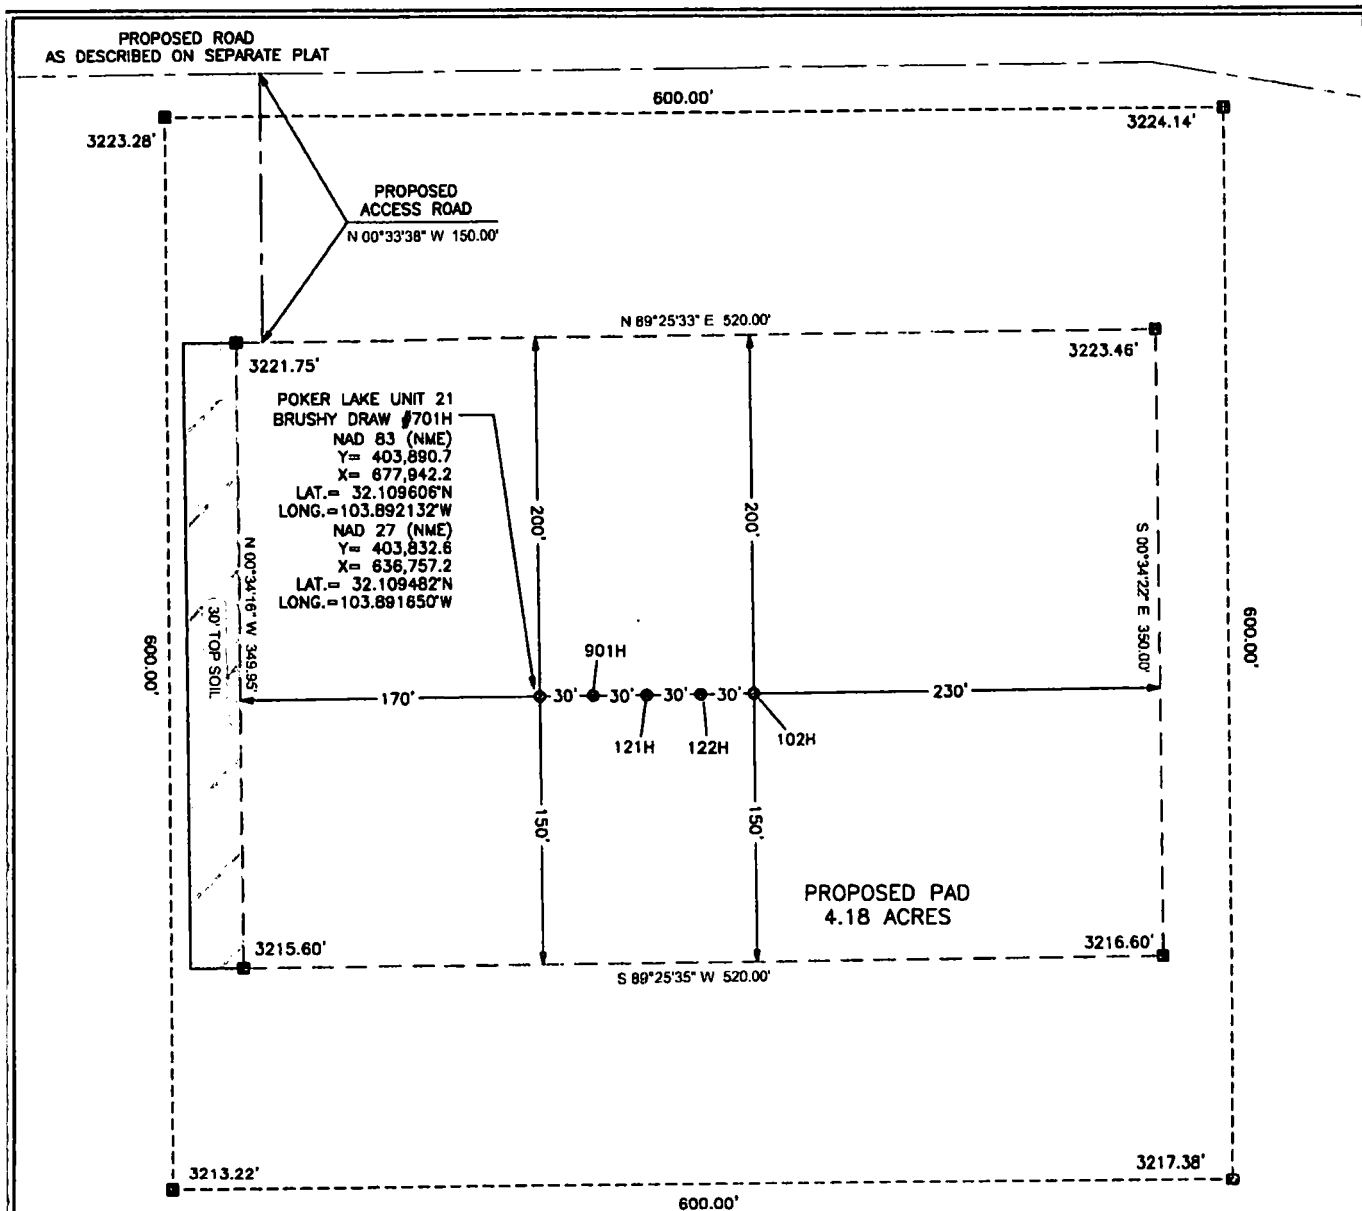 PROPOSED ROAD
AS DESCRIBED ON SEPARATE PLAT
600.00'
3223.28'
3224.14'
PROPOSED
ACCESS ROAD
N 00°33'38" W 150.00'
N 89°25'33" E 520.00'
3221.75'
3223.46'
POKER LAKE UNIT 21
BRUSHY DRAW #701H
NAD 83 (NME)
Y= 403,890.7
X= 677,942.2
LAT.= 32.109606°N
LONG.=103.892132°W
NAD 27 (NME)
Y= 403,832.6
X= 636,757.2
LAT.= 32.109482°N
LONG.=103.891650°W
200'
200'
N 00°34'16" W 349.95'
S 00°34'22" E 350.00'
30' TOP SOIL
600.00'
600.00'
901H
170'
30'
30'
30'
30'
230'
121H
122H
102H
150'
150'
PROPOSED PAD
4.18 ACRES
3215.60'
3216.60'
S 89°25'35" W 520.00'
3213.22'
3217.38'
600.00'